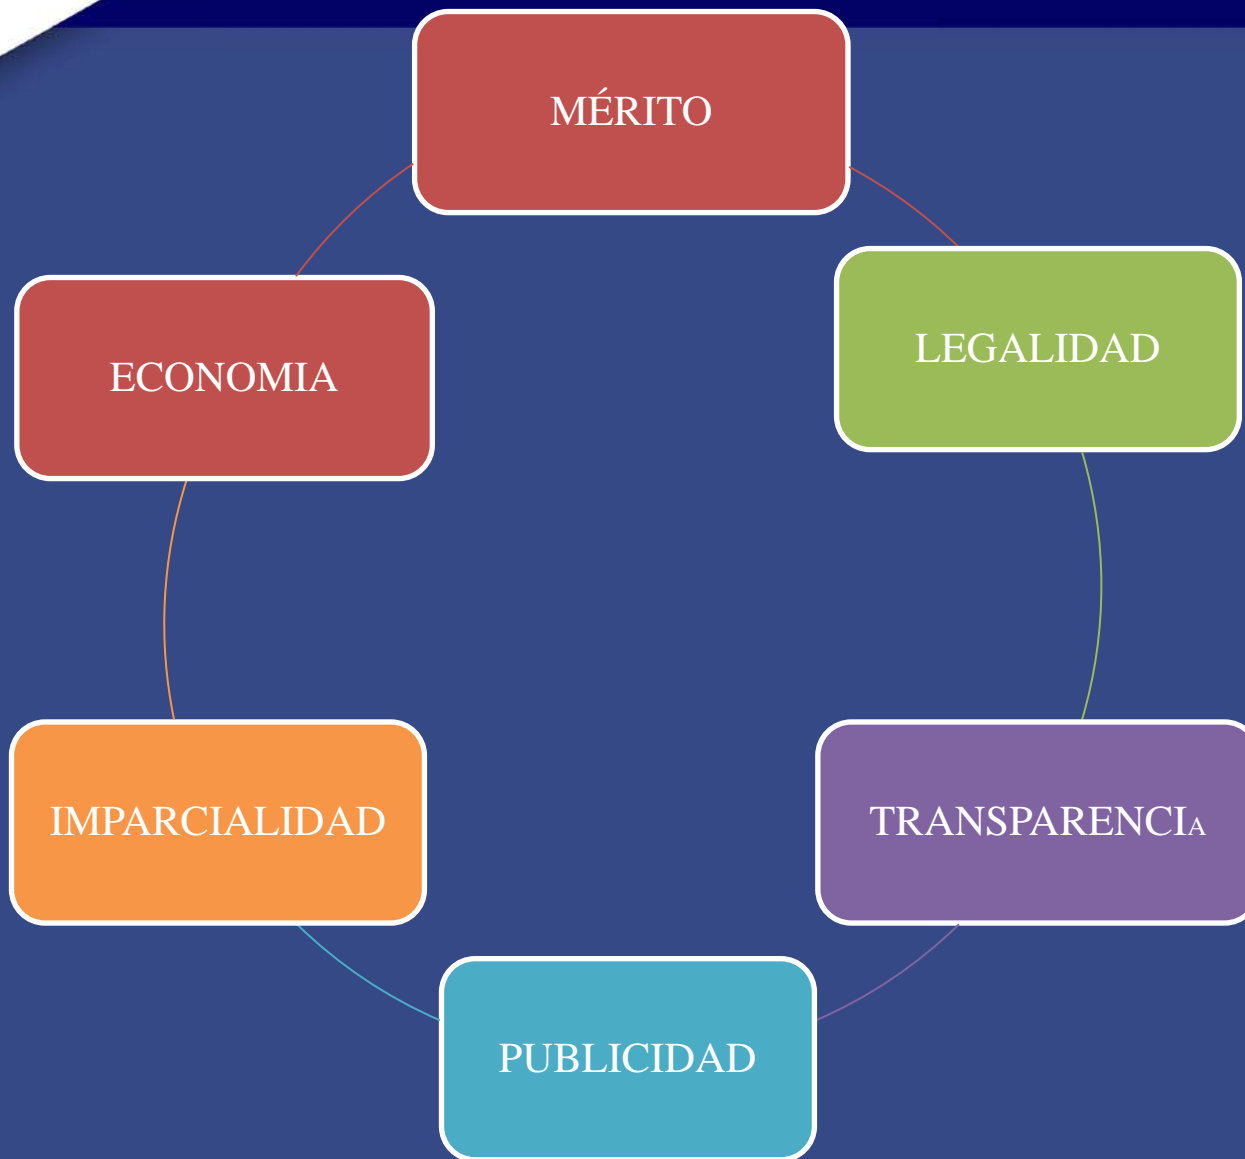 MÉRITO
LEGALIDAD
ECONOMIA
TRANSPARENCIA
IMPARCIALIDAD
PUBLICIDAD